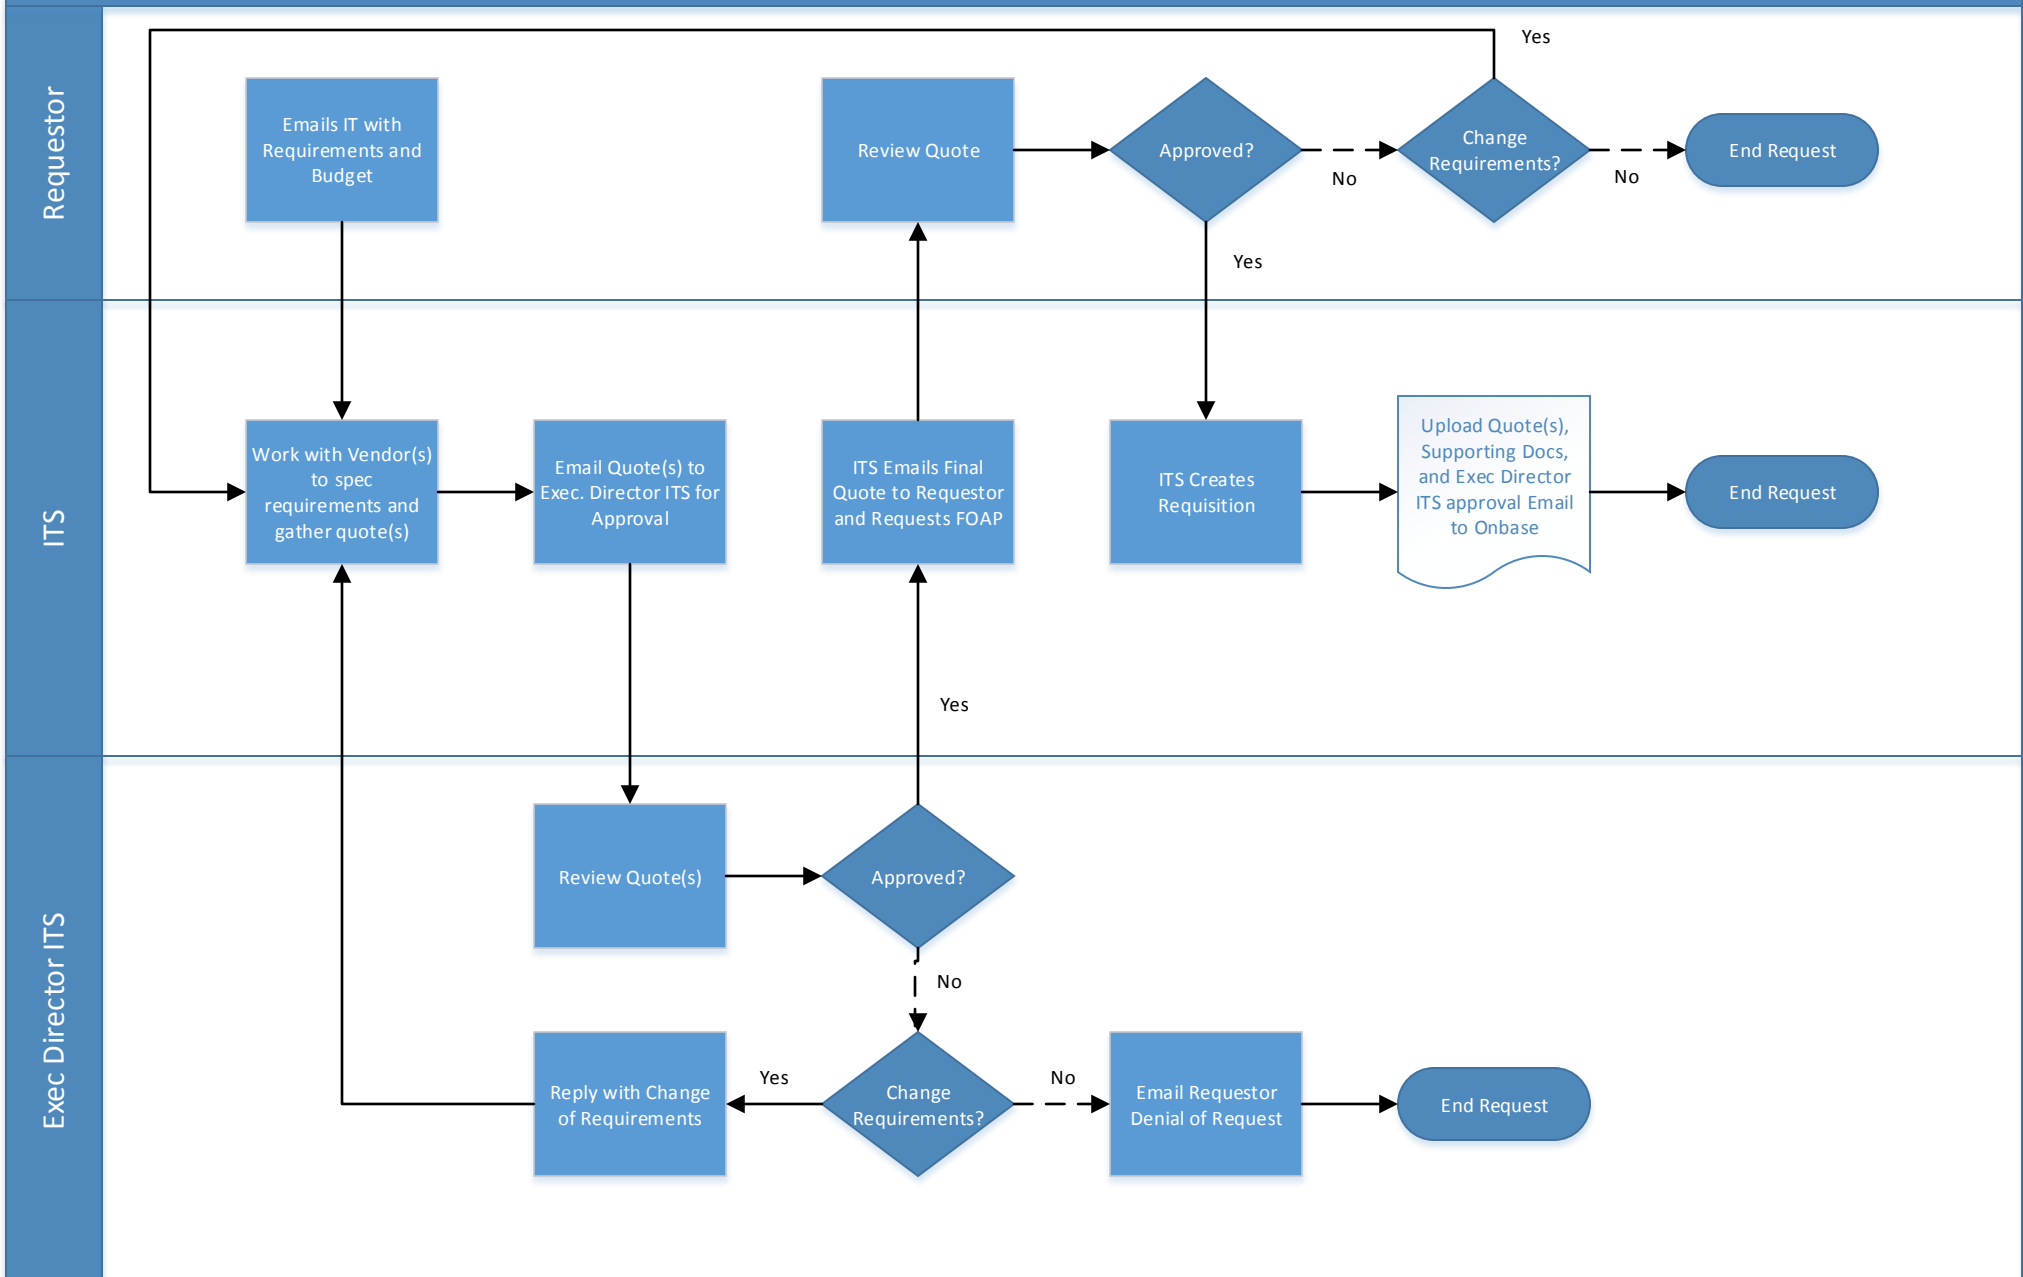 Requestor
Yes
Emails IT with
Requirements and
Budget
Review Quote
Approved?
No
Change
Requirements?
No
End Request
Yes
ITS
Work with Vendor(s)
to spec
requirements and
gather quote(s)
Email Quote(s) to
Exec. Director ITS for
Approval
ITS Emails Final
Quote to Requestor
and Requests FOAP
ITS Creates
Requisition
Upload Quote(s),
Supporting Docs,
and Exec Director
ITS approval Email
to Onbase
End Request
Yes
Exec Director ITS
Review Quote(s)
Approved?
No
Reply with Change
of Requirements
Yes
Change
Requirements?
No
Email Requestor
Denial of Request
End Request